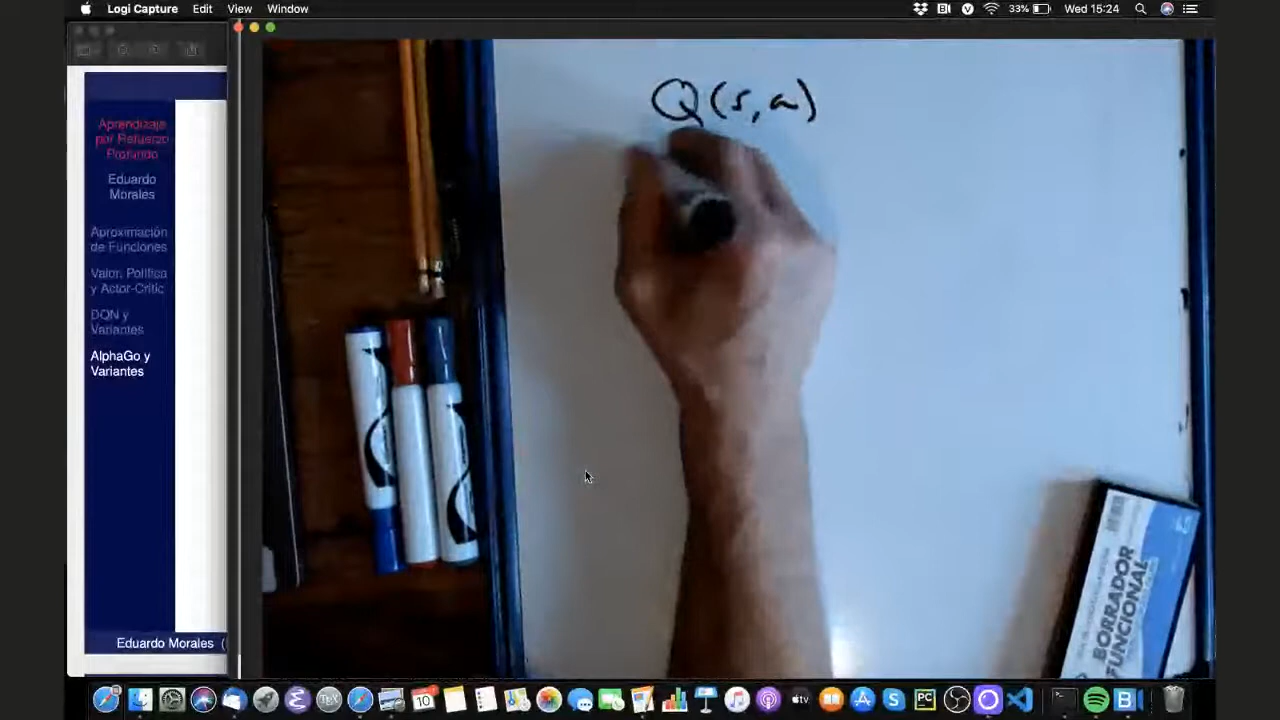 Logi Capture Edit View Window
33% Wed 15:24
Aprendizaje
por Refuerzo
Profundo
Eduardo
Morales
Aproximación
de Funciones
Valor, Política
y Actor-Critic
DQN y
Variantes
AlphaGo y
Variantes
Eduardo Morales (
Q(s,a)
BORRADOR
FUNCIONAL